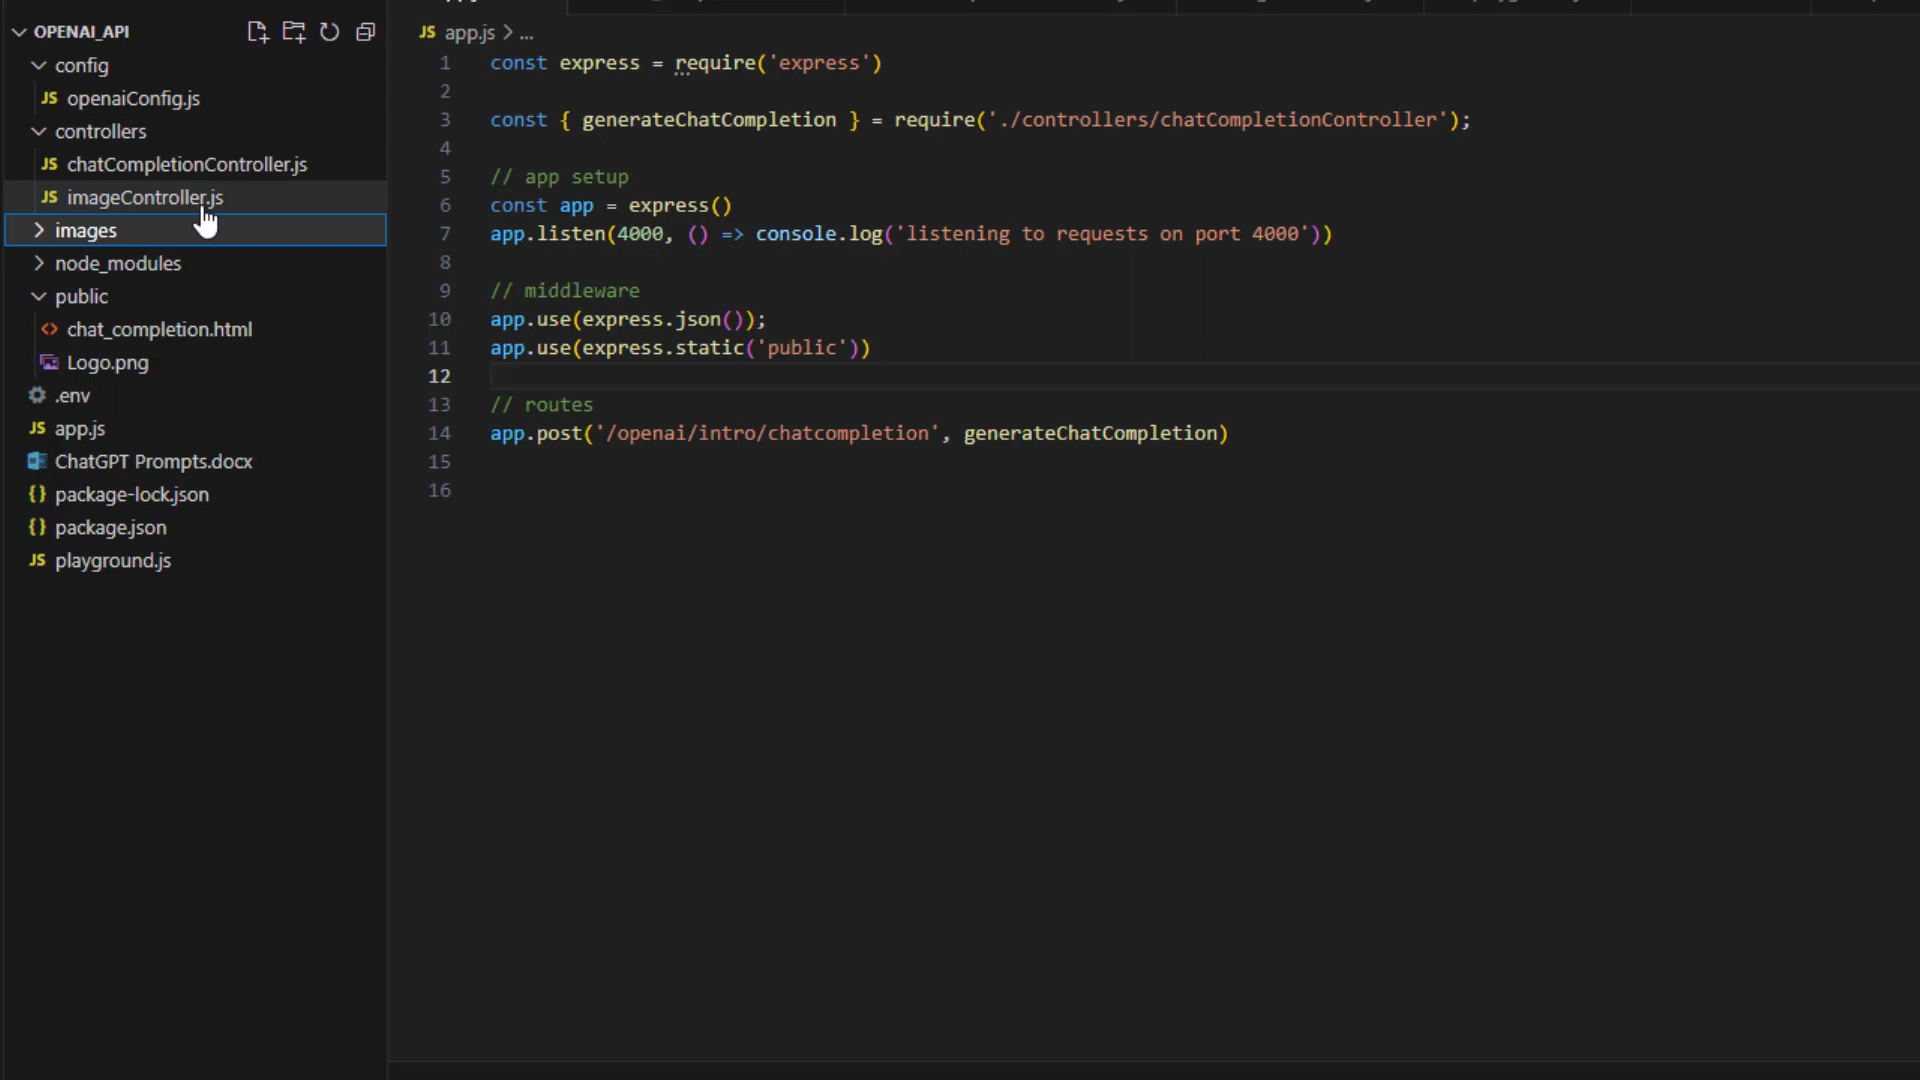 OPENAI_API
config
JS openaiConfig.js
controllers
JS chatCompletionController.js
JS imageController.js
images
node_modules
public
<> chat_completion.html
Logo.png
.env
JS app.js
ChatGPT Prompts.docx
{} package-lock.json
{} package.json
JS playground.js
JS app.js > ...
1 const express = require('express')
2
3 const { generateChatCompletion } = require('./controllers/chatCompletionController');
4
5 // app setup
6 const app = express()
7 app.listen(4000, () => console.log('listening to requests on port 4000'))
8
9 // middleware
10 app.use(express.json());
11 app.use(express.static('public'))
12
13 // routes
14 app.post('/openai/intro/chatcompletion', generateChatCompletion)
15
16